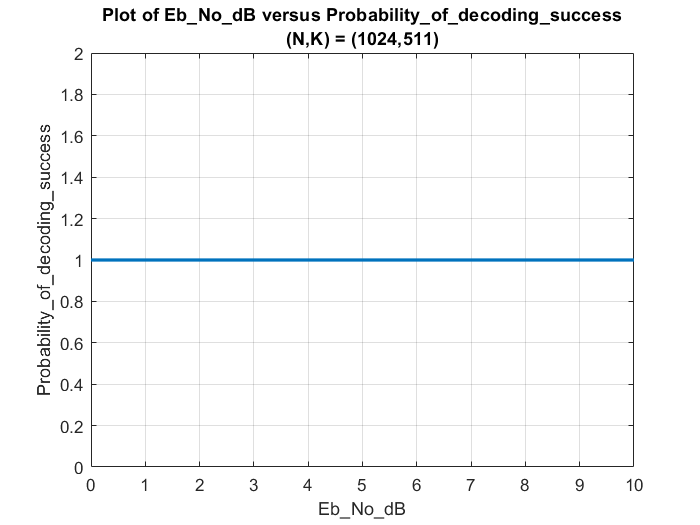 Plot of Eb_No_dB versus Probability_of_decoding_success
(N,K) = (1024,511)
Probability_of_decoding_success
2
1.8
1.6
1.4
1.2
1
0.8
0.6
0.4
0.2
0
0 1 2 3 4 5 6 7 8 9 10
Eb_No_dB